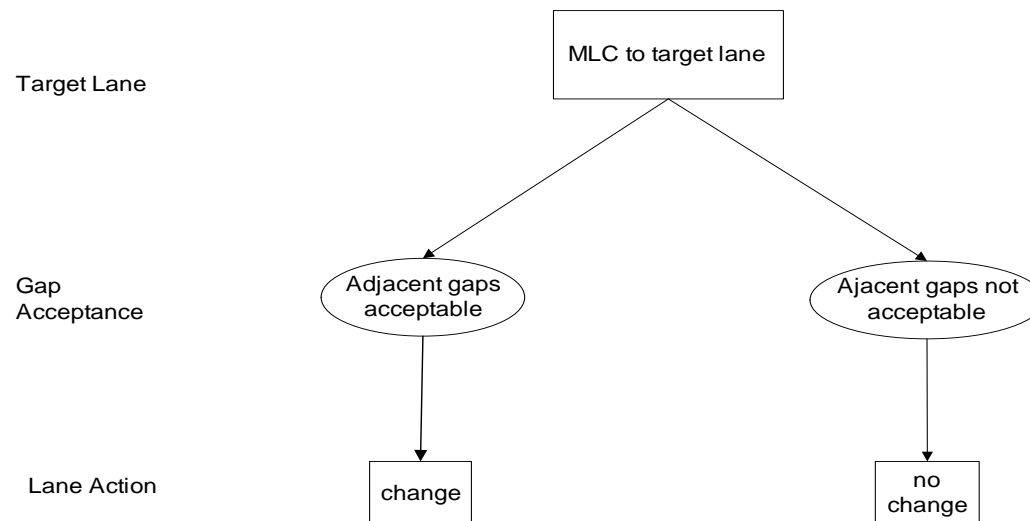 MLC to target lane
Target Lane
Adjacent gaps
acceptable
Ajacent gaps not
acceptable
Gap
Acceptance
Lane Action
change
no
change